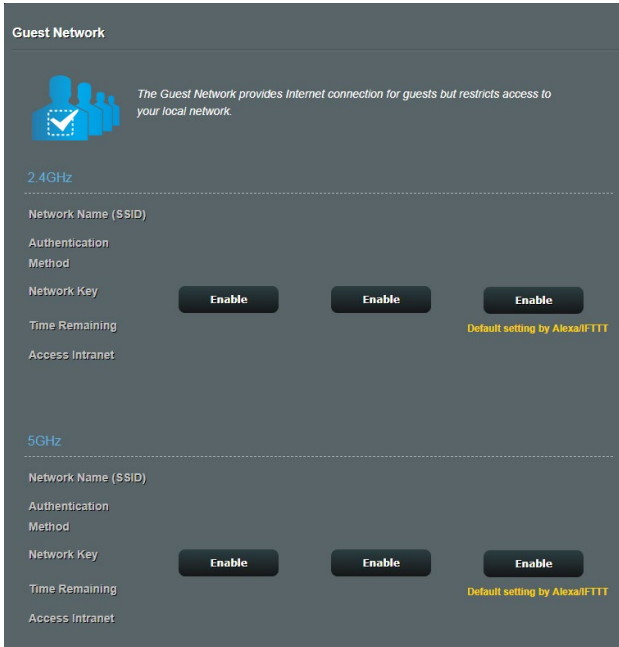 Guest Network
The Guest Network provides Internet connection for guests but restricts access to
your local network.
2.4GHz
Network Name (SSID)
Authentication
Method
Network Key
Enable Enable Enable
Time Remaining
Default setting by Alexa/IFTTT
Access Intranet
5GHz
Network Name (SSID)
Authentication
Method
Network Key
Enable Enable Enable
Time Remaining
Default setting by Alexa/IFTTT
Access Intranet